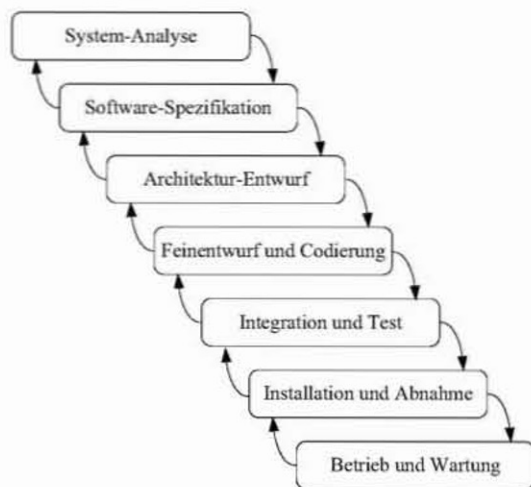 System-Analyse
Software-Spezifikation
Architektur-Entwurf
Feinentwurf und Codierung
Integration und Test
Installation und Abnahme
Betrieb und Wartung